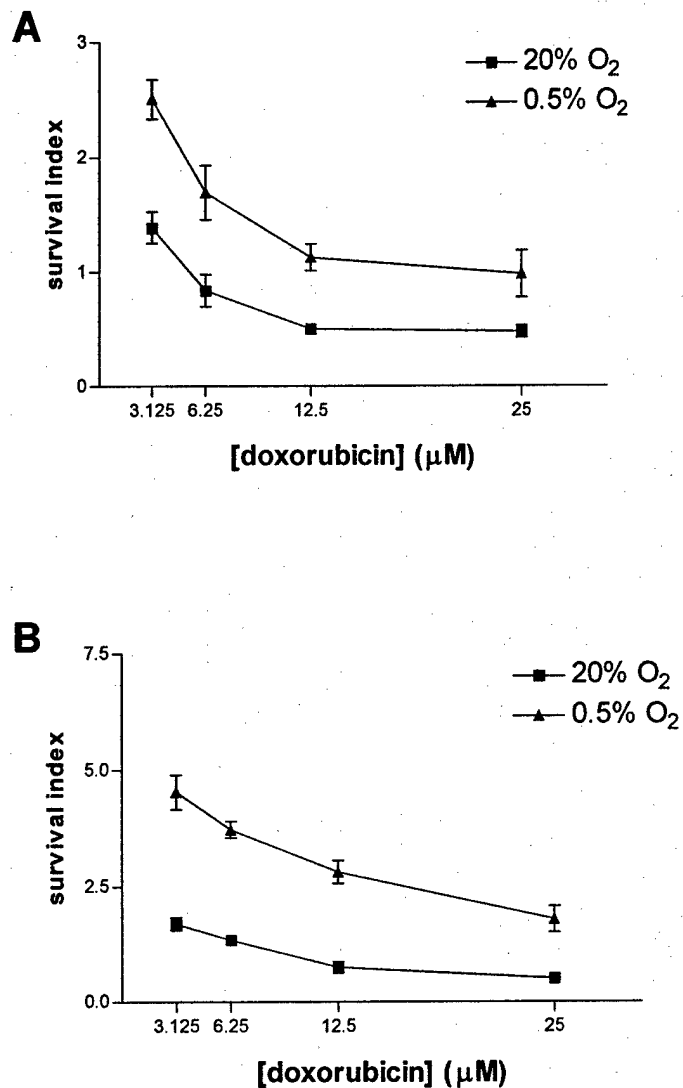 A
3
20% O₂
0.5% O₂
2
survival index
1
0
3.125 6.25 12.5 25
[doxorubicin] (μM)
B
7.5
20% O₂
0.5% O₂
5.0
survival index
2.5
0.0
3.125 6.25 12.5 25
[doxorubicin] (μM)